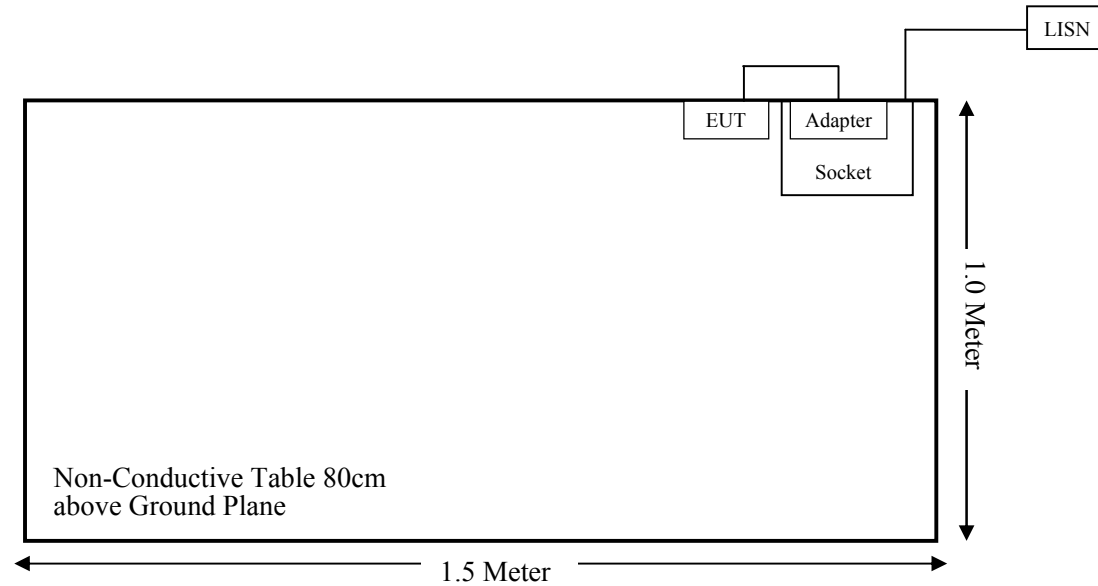 LISN
EUT
Adapter
Socket
1.0 Meter
Non-Conductive Table 80cm
above Ground Plane
1.5 Meter